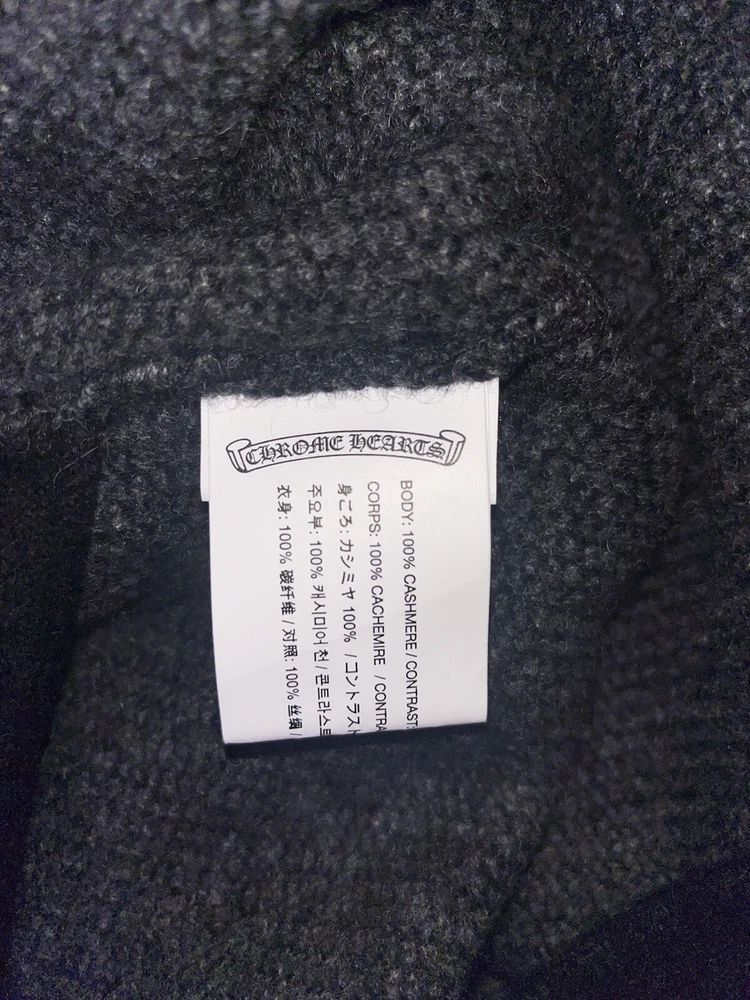 CHROME HEARTS
BODY: 100% CASHMERE / CONTRAST:
CORPS: 100% CACHEMIRE / CONTRA
身ごろ: カシミヤ 100% / コントラスト
주요부: 100% 캐시미어 천 / 콘트라스트
衣身: 100% 碳纤维 / 对照: 100% 丝绸 /